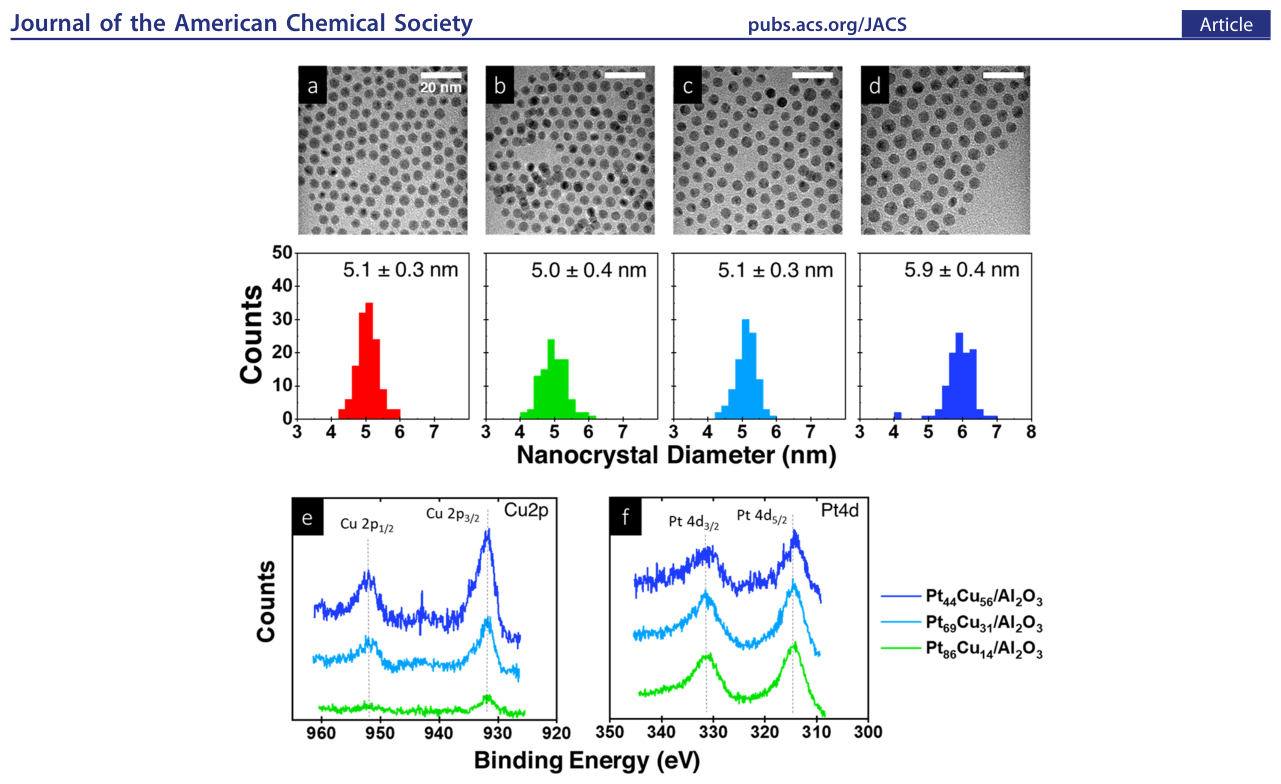 Journal of the American Chemical Society pubs.acs.org/JACS Article
a b c d
20 nm
50 40 30 20 10 0
Counts
5.1 ± 0.3 nm 5.0 ± 0.4 nm 5.1 ± 0.3 nm 5.9 ± 0.4 nm
3 4 5 6 7 3 4 5 6 7 3 4 5 6 7 3 4 5 6 7 8
Nanocrystal Diameter (nm)
e Cu 2p1/2 Cu 2p3/2 Cu2p
f Pt 4d3/2 Pt 4d5/2 Pt4d
Counts
Pt44Cu56/Al2O3
Pt69Cu31/Al2O3
Pt86Cu14/Al2O3
960 950 940 930 920 350 340 330 320 310 300
Binding Energy (eV)